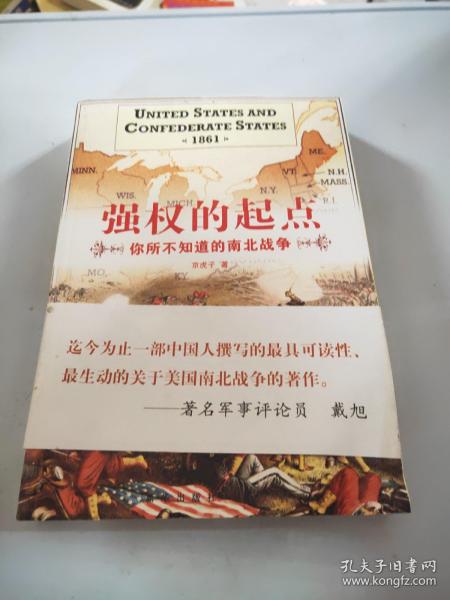 UNITED STATES AND
CONFEDERATE STATES
1861
MINN.
WIS.
MICH.
ME.
VT.
N.H.
MASS.
N.Y.
R.I.
强权的起点
你所不知道的南北战争
京虎子 著
MO.
KY.
迄今为止一部中国人撰写的最具可读性、
最生动的关于美国南北战争的著作。
——著名军事评论员 戴旭
孔夫子旧书网
www.kongfz.com